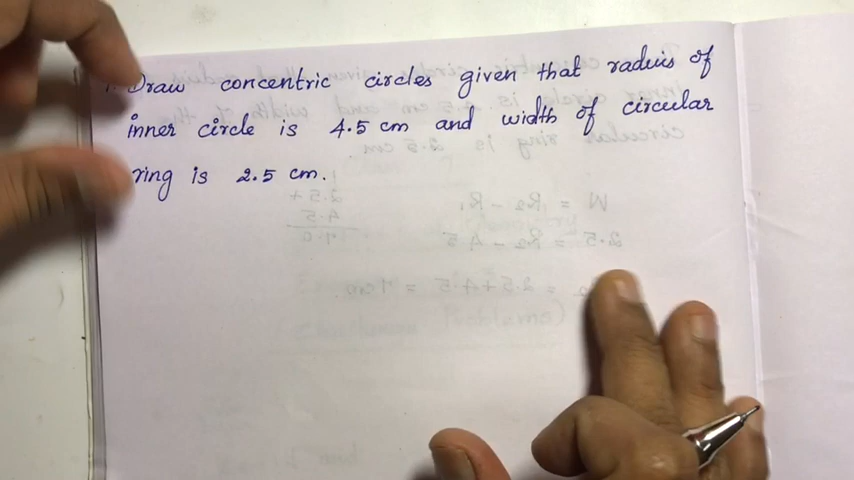 1. Draw concentric circles given that radius of
inner circle is 4.5 cm and width of circular
ring is 2.5 cm.